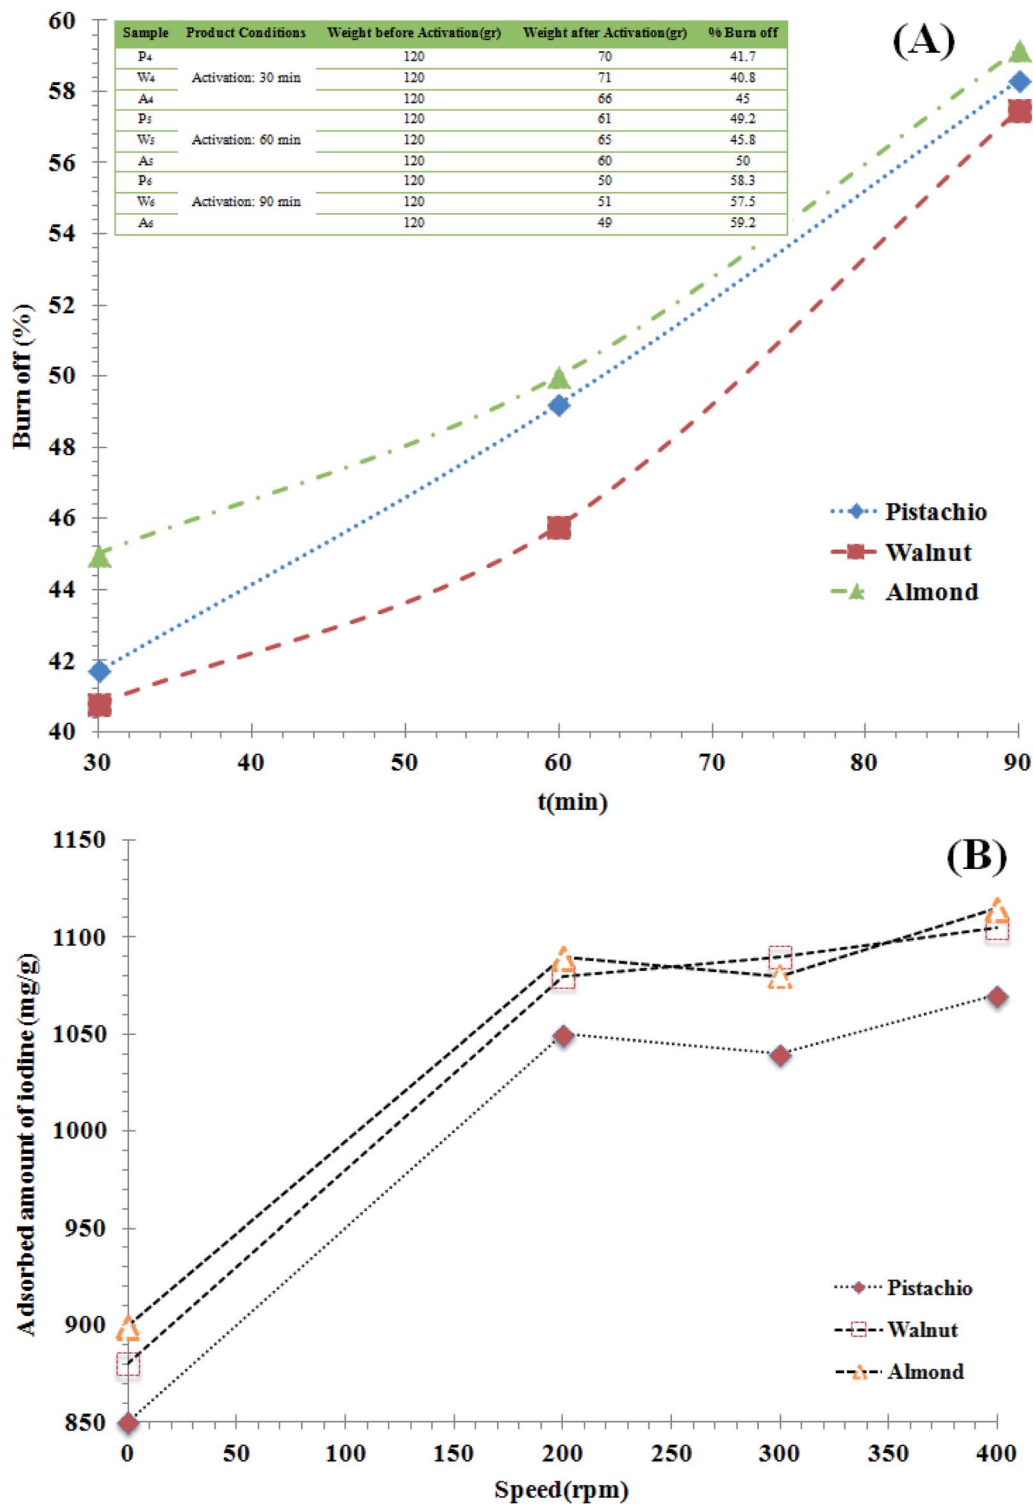 60
58
56
54
52
50
48
46
44
42
40
Burn off (%)
(A)
Sample Product Conditions Weight before Activation(gr) Weight after Activation(gr) % Burn off
P4 120 70 41.7
W4 Activation: 30 min 120 71 40.8
A4 120 66 45
P5 120 61 49.2
W5 Activation: 60 min 120 65 45.8
A5 120 60 50
P6 120 50 58.3
W6 Activation: 90 min 120 51 57.5
A6 120 49 59.2
Pistachio
Walnut
Almond
30 40 50 60 70 80 90
t(min)
1150
1100
1050
1000
950
900
850
Adsorbed amount of iodine (mg/g)
(B)
Pistachio
Walnut
Almond
0 50 100 150 200 250 300 350 400
Speed(rpm)